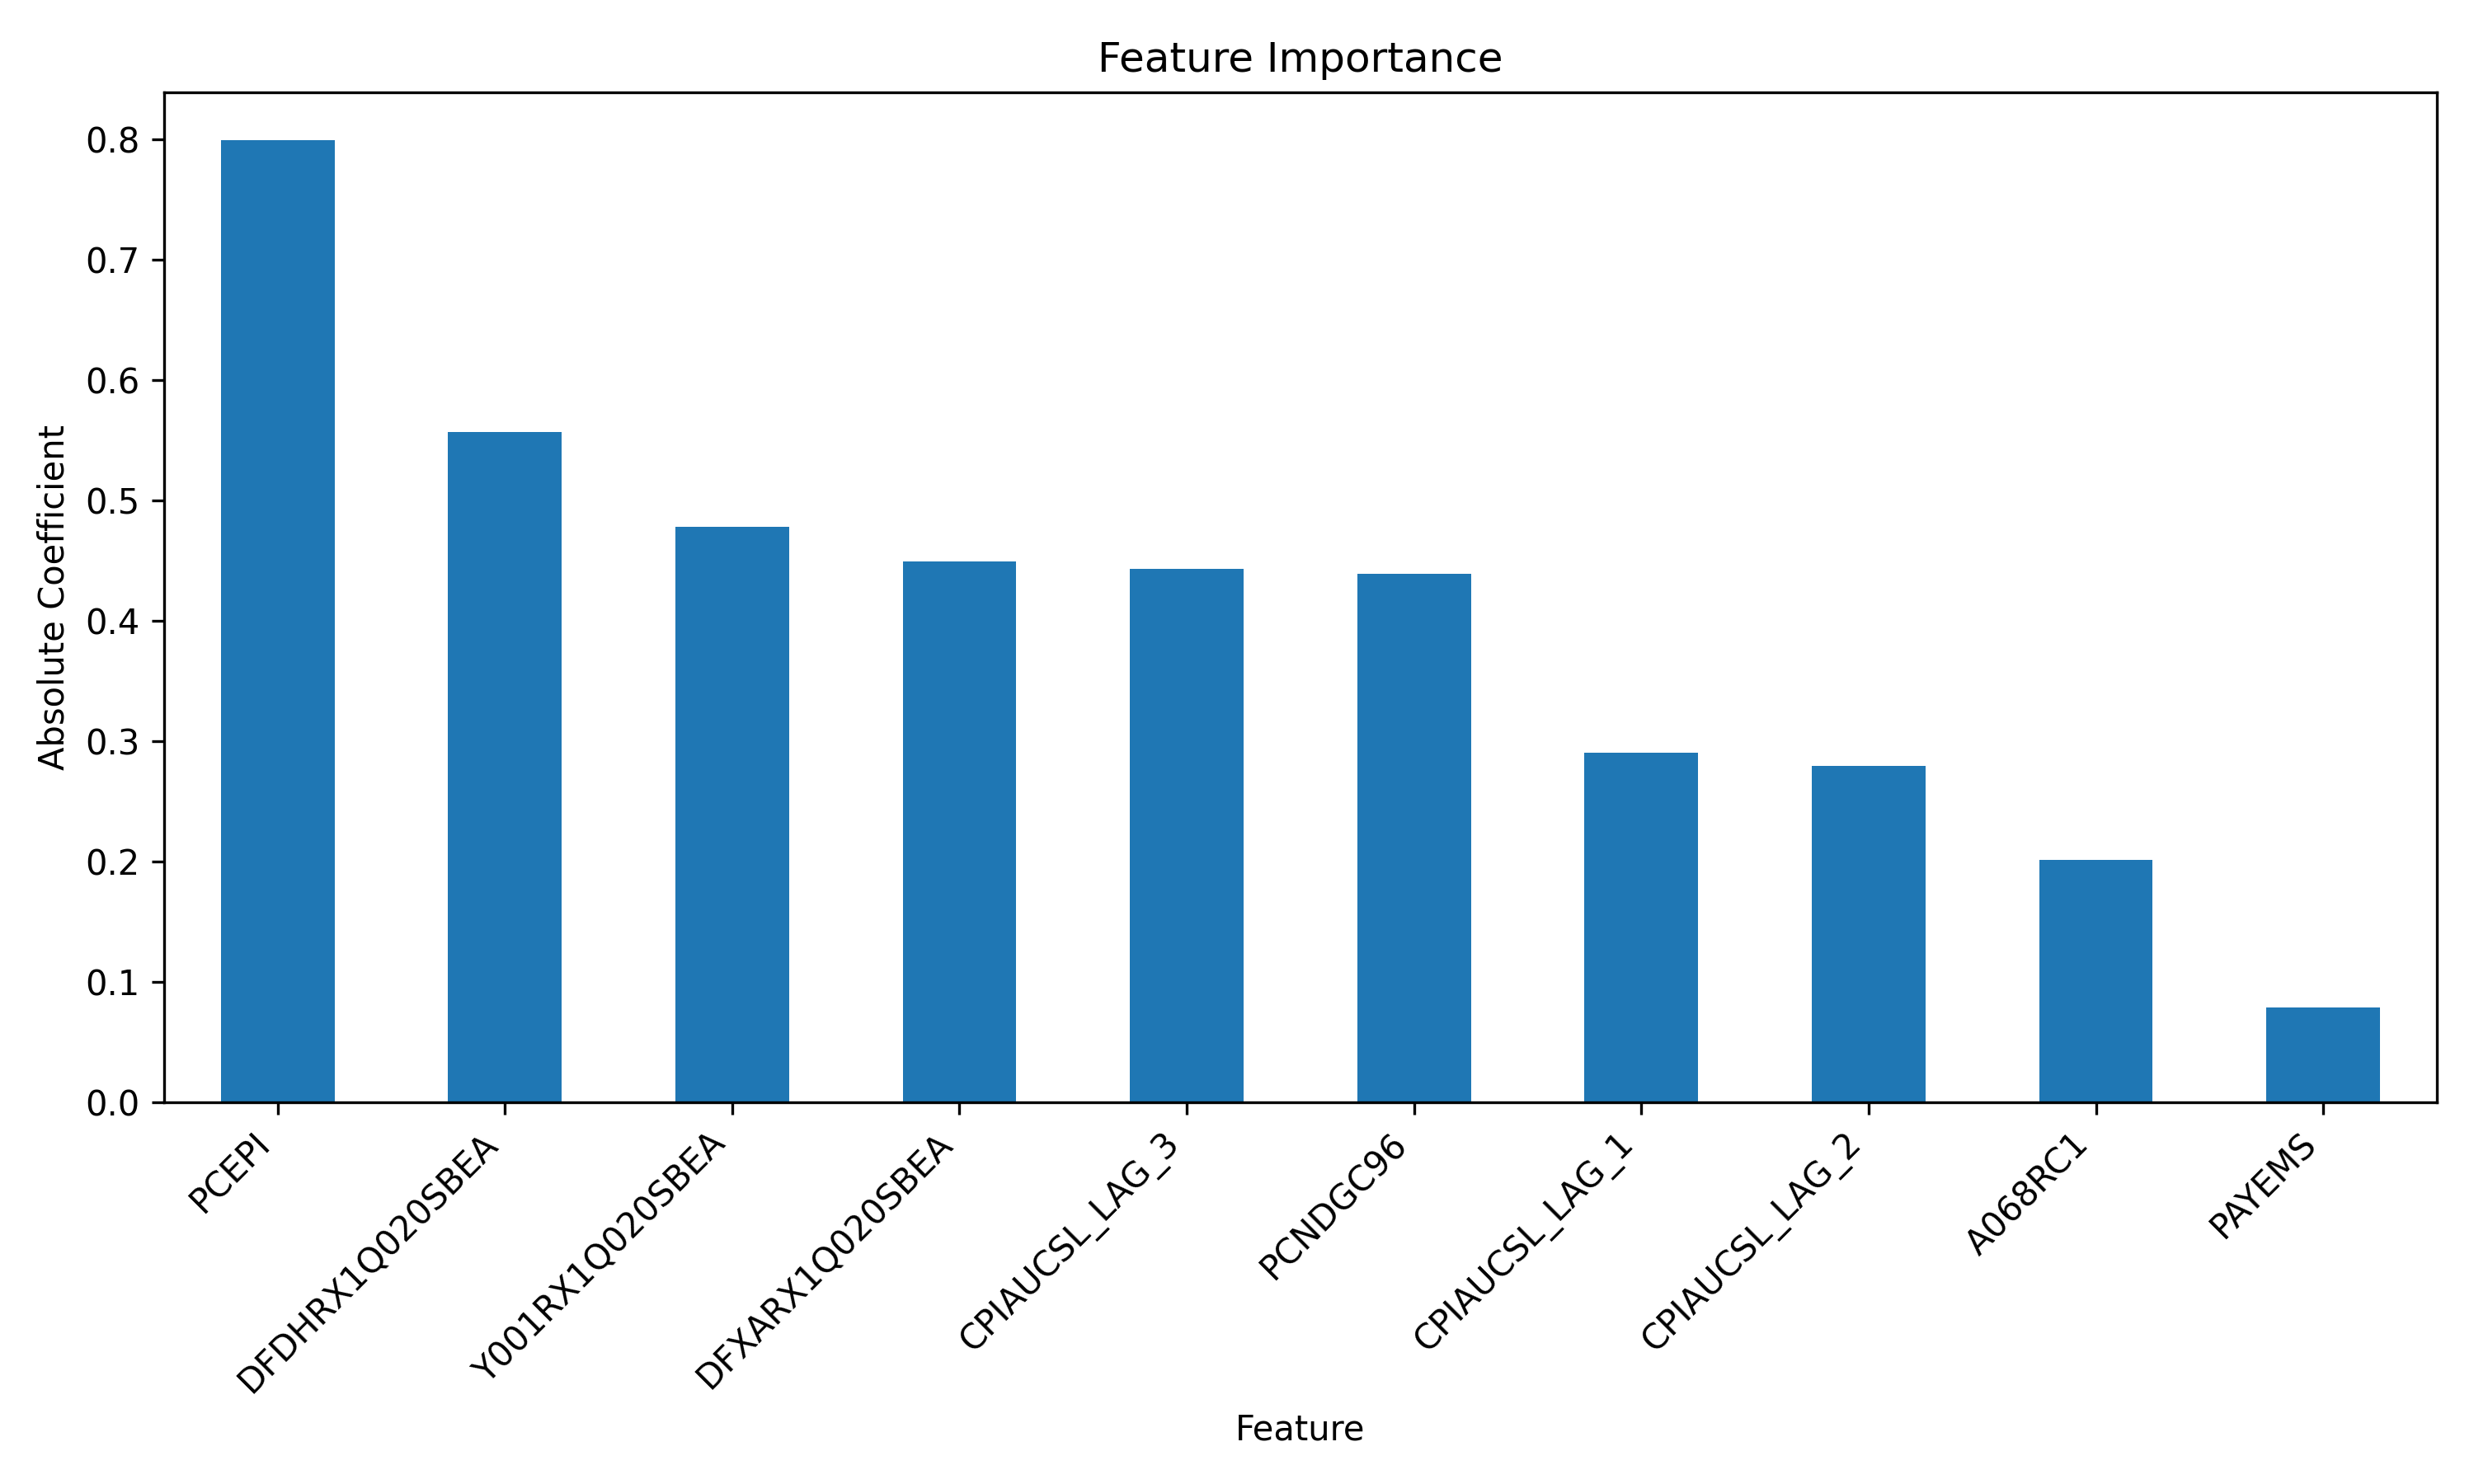 Feature Importance
Absolute Coefficient
0.8
0.7
0.6
0.5
0.4
0.3
0.2
0.1
0.0
PCEPI
DFDHRX1Q020SBEA
Y001RX1Q020SBEA
DFXARX1Q020SBEA
CPIAUCSL_LAG_3
PCNDGC96
CPIAUCSL_LAG_1
CPIAUCSL_LAG_2
A068RC1
PAYEMS
Feature